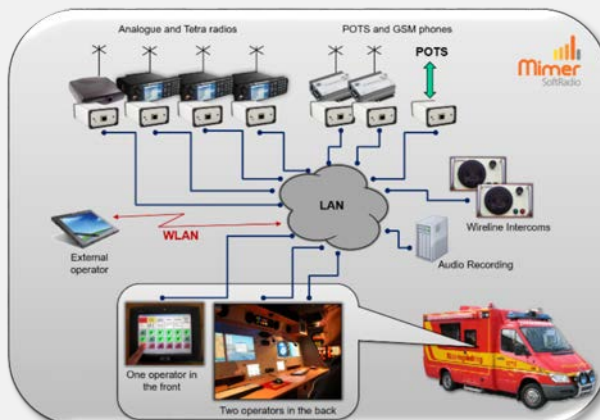 Analogue and Tetra radios
POTS and GSM phones
POTS
Mimer
SoftRadio
LAN
WLAN
External
operator
Wireline Intercoms
Audio Recording
One operator in
the front
Two operators in the back